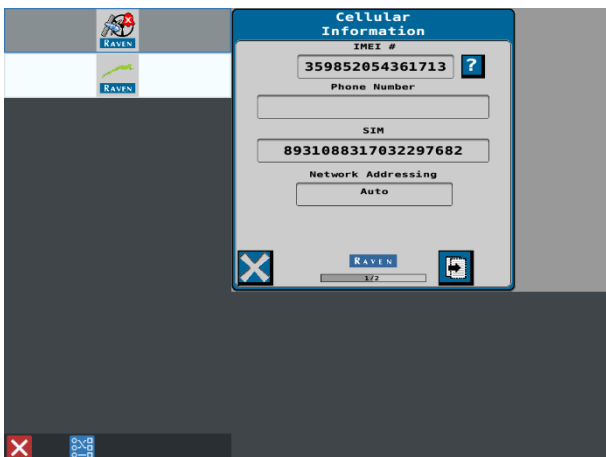 RAVEN
RAVEN
Cellular
Information
IMEI #
359852054361713
?
Phone Number
SIM
8931088317032297682
Network Addressing
Auto
RAVEN
1/2